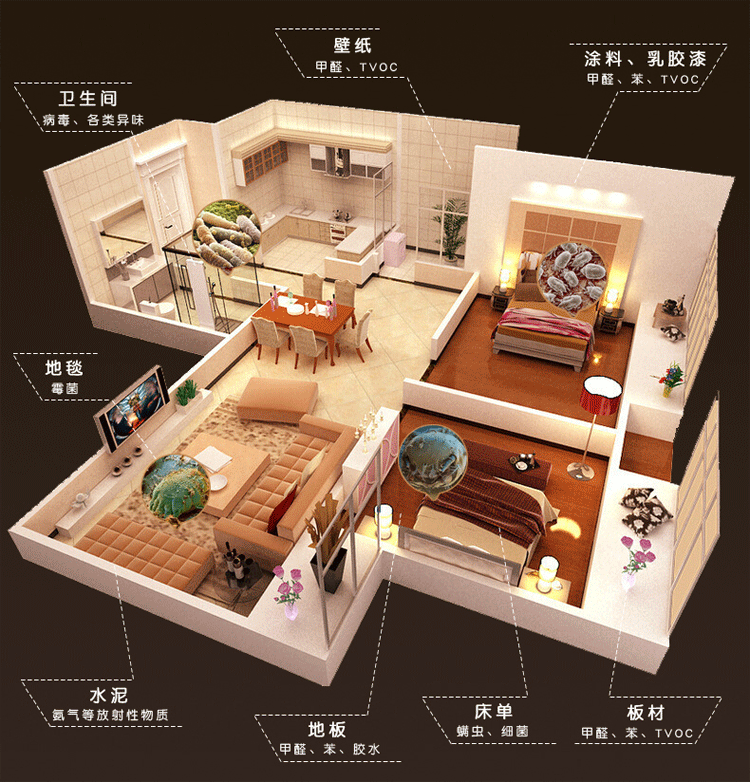 壁纸
甲醛、TVOC
涂料、乳胶漆
甲醛、苯、TVOC
卫生间
病毒、各类异味
地毯
霉菌
水泥
氨气等放射性物质
地板
甲醛、苯、胶水
床单
螨虫、细菌
板材
甲醛、苯、TVOC